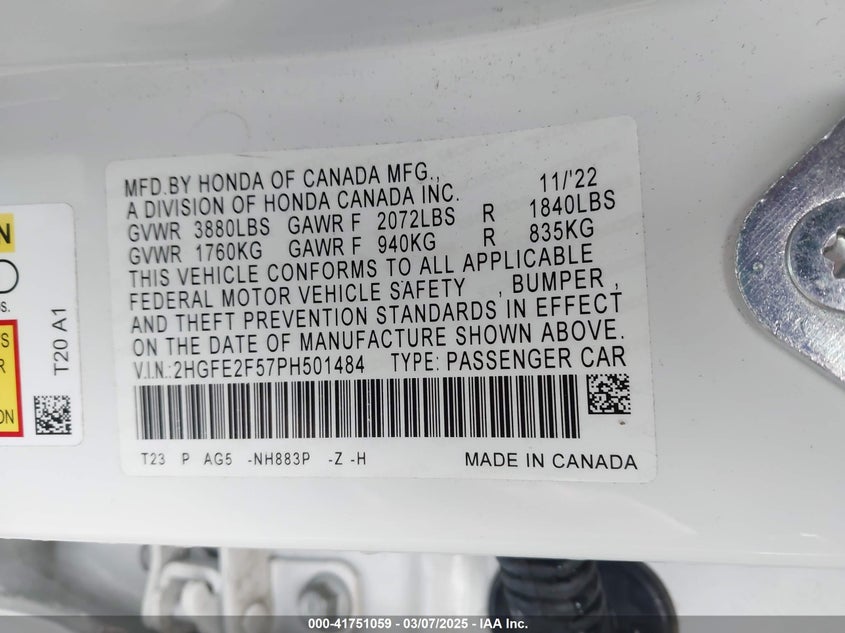 MFD.BY HONDA OF CANADA MFG., 11/'22
A DIVISION OF HONDA CANADA INC.
GVWR 3880LBS GAWR F 2072LBS R 1840LBS
GVWR 1760KG GAWR F 940KG R 835KG
THIS VEHICLE CONFORMS TO ALL APPLICABLE
FEDERAL MOTOR VEHICLE SAFETY , BUMPER ,
AND THEFT PREVENTION STANDARDS IN EFFECT
ON THE DATE OF MANUFACTURE SHOWN ABOVE.
V.I.N.:2HGFE2F57PH501484 TYPE: PASSENGER CAR
T23 P AG5 -NH883P -Z -H MADE IN CANADA
T20 A1
000-41751059 - 03/07/2025 - IAA Inc.